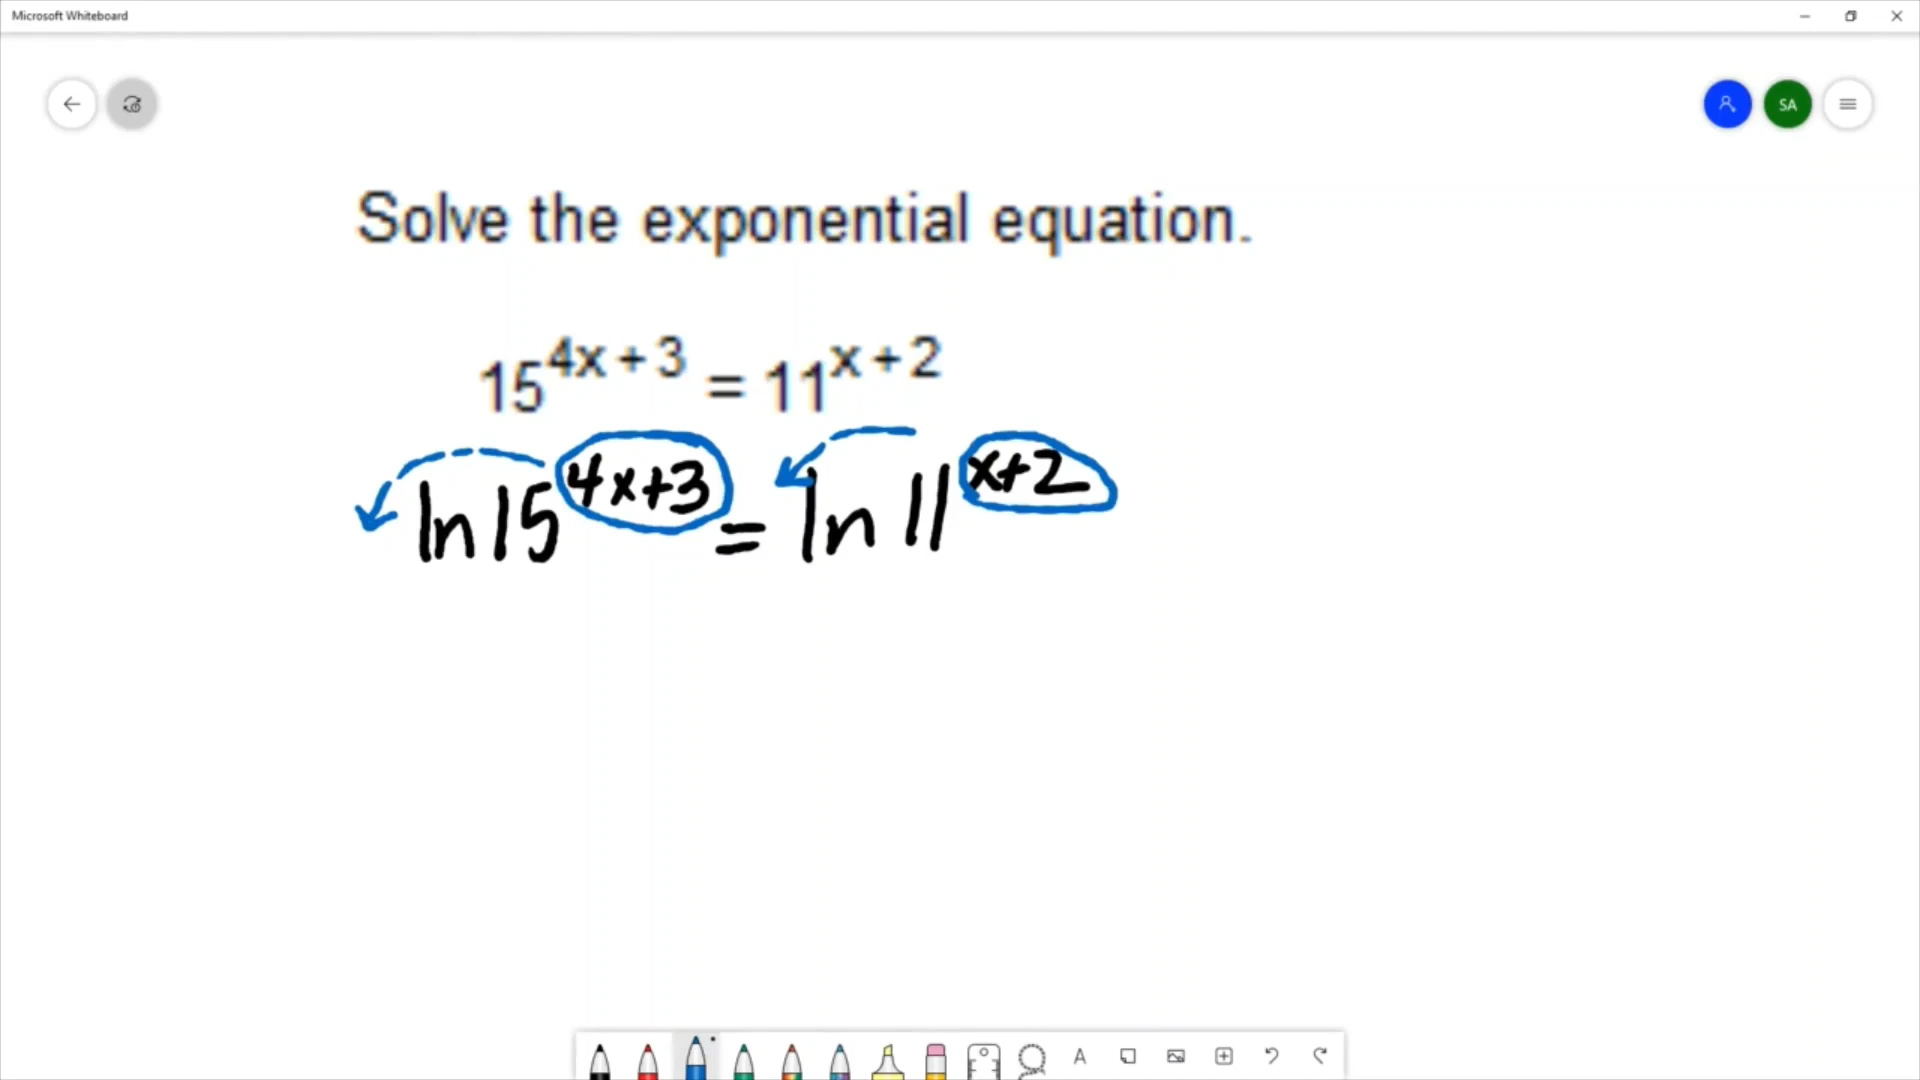 Microsoft Whiteboard
SA
Solve the exponential equation.
15^{4x + 3} = 11^{x + 2}
ln 15^{4x+3} = ln 11^{x+2}
A